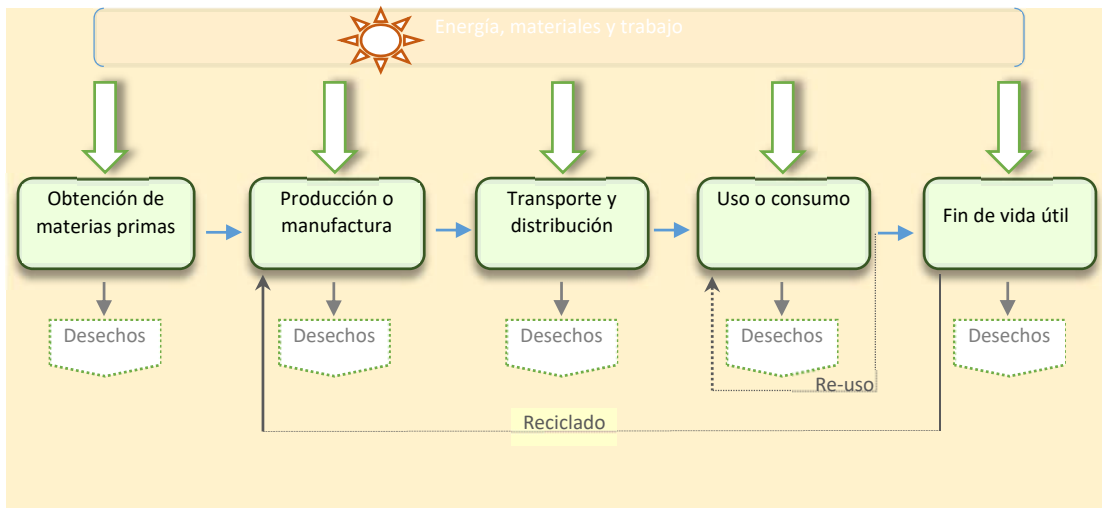 Energía, materiales y trabajo
Obtención de
materias primas
Producción o
manufactura
Transporte y
distribución
Uso o consumo
Fin de vida útil
Desechos
Desechos
Desechos
Desechos
Desechos
Re-uso
Reciclado